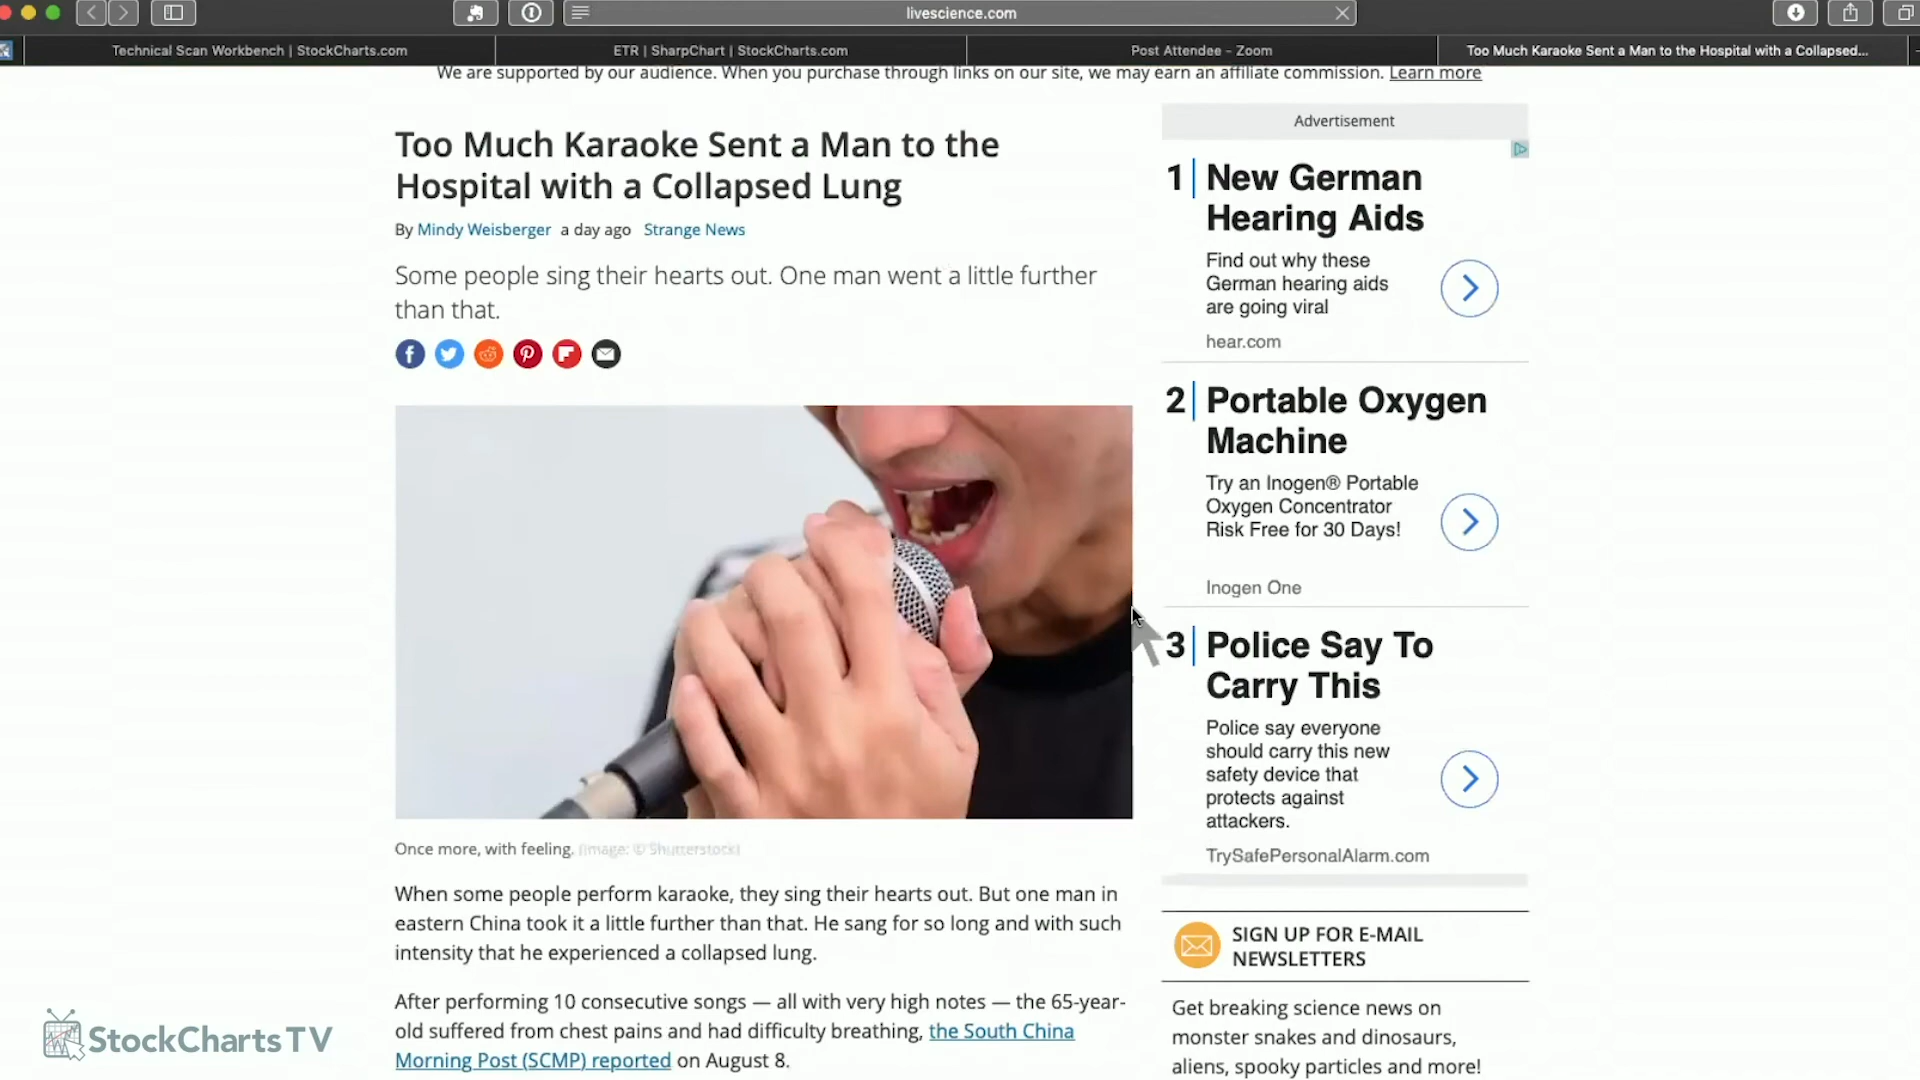 livescience.com
Technical Scan Workbench | StockCharts.com
ETR | SharpChart | StockCharts.com
Post Attendee - Zoom
Too Much Karaoke Sent a Man to the Hospital with a Collapsed...
We are supported by our audience. When you purchase through links on our site, we may earn an affiliate commission. Learn more
Too Much Karaoke Sent a Man to the
Hospital with a Collapsed Lung
By Mindy Weisberger a day ago Strange News
Some people sing their hearts out. One man went a little further
than that.
Once more, with feeling. (Image: © Shutterstock)
When some people perform karaoke, they sing their hearts out. But one man in
eastern China took it a little further than that. He sang for so long and with such
intensity that he experienced a collapsed lung.
After performing 10 consecutive songs — all with very high notes — the 65-year-
old suffered from chest pains and had difficulty breathing, the South China
Morning Post (SCMP) reported on August 8.
Advertisement
1 New German
Hearing Aids
Find out why these
German hearing aids
are going viral
hear.com
2 Portable Oxygen
Machine
Try an Inogen® Portable
Oxygen Concentrator
Risk Free for 30 Days!
Inogen One
3 Police Say To
Carry This
Police say everyone
should carry this new
safety device that
protects against
attackers.
TrySafePersonalAlarm.com
SIGN UP FOR E-MAIL
NEWSLETTERS
Get breaking science news on
monster snakes and dinosaurs,
aliens, spooky particles and more!
StockCharts TV